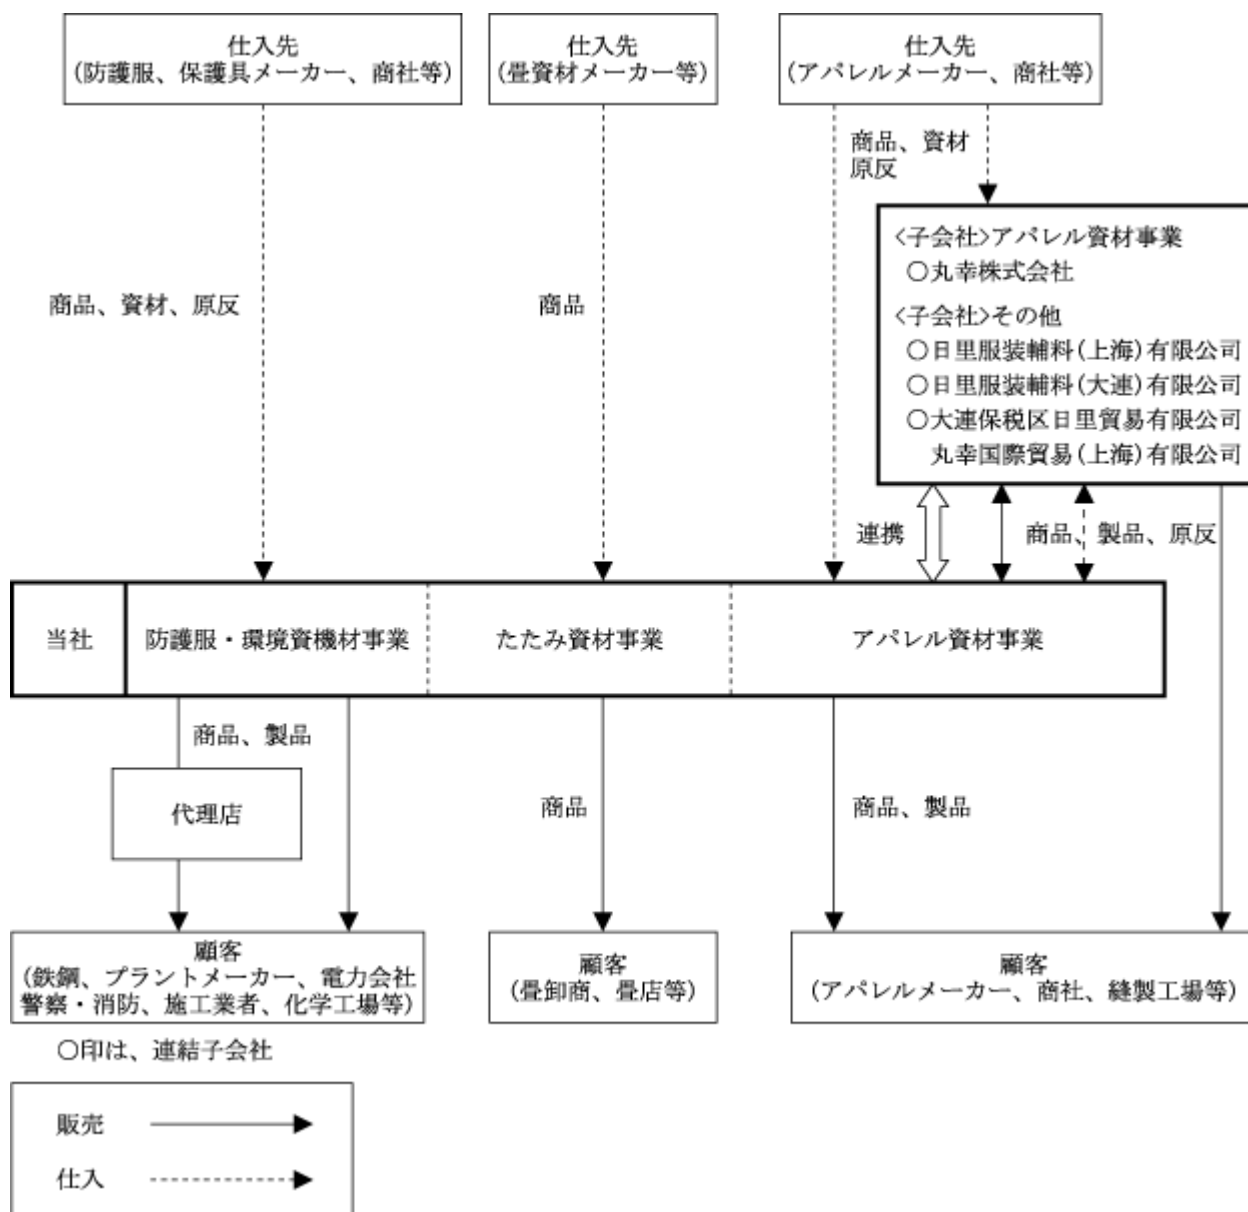 仕入先
(防護服、保護具メーカー、商社等)
仕入先
(畳資材メーカー等)
仕入先
(アパレルメーカー、商社等)
商品、資材
原反
<子会社>アパレル資材事業
○丸幸株式会社
<子会社>その他
○日里服装輔料(上海)有限公司
○日里服装輔料(大連)有限公司
○大連保税区日里貿易有限公司
丸幸国際貿易(上海)有限公司
商品、資材、原反
商品
連携
商品、製品、原反
当社
防護服・環境資機材事業
たたみ資材事業
アパレル資材事業
商品、製品
代理店
商品
商品、製品
顧客
(鉄鋼、プラントメーカー、電力会社
警察・消防、施工業者、化学工場等)
顧客
(畳卸商、畳店等)
顧客
(アパレルメーカー、商社、縫製工場等)
○印は、連結子会社
販売
仕入